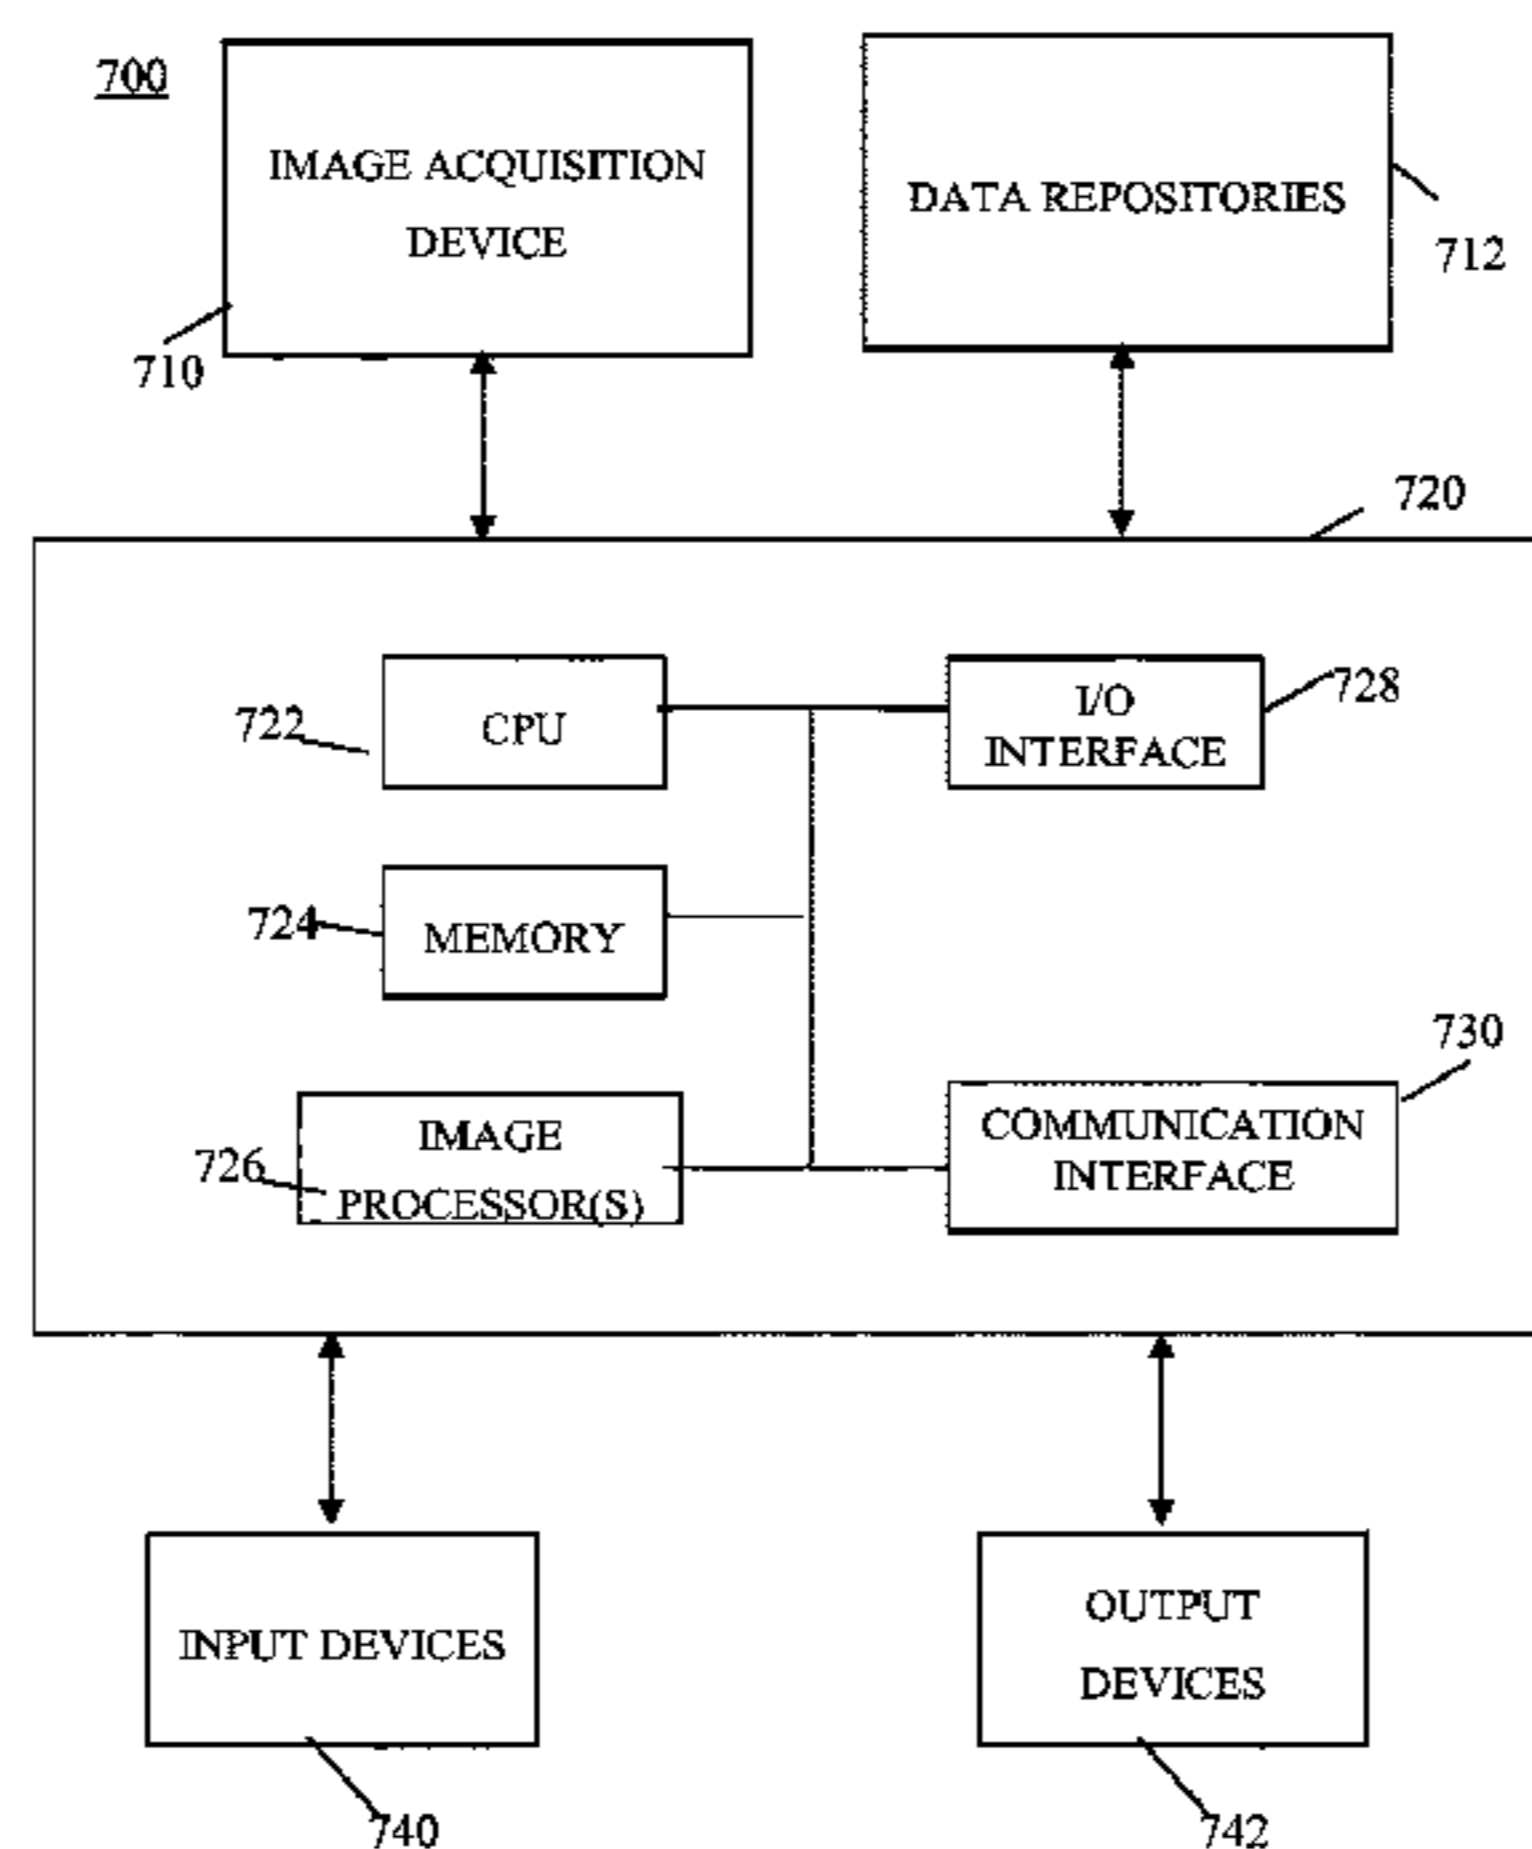 700
IMAGE ACQUISITION
DEVICE
710
DATA REPOSITORIES
712
720
722
CPU
I/O
INTERFACE
728
724
MEMORY
726
IMAGE
PROCESSOR(S)
730
COMMUNICATION
INTERFACE
INPUT DEVICES
740
OUTPUT
DEVICES
742